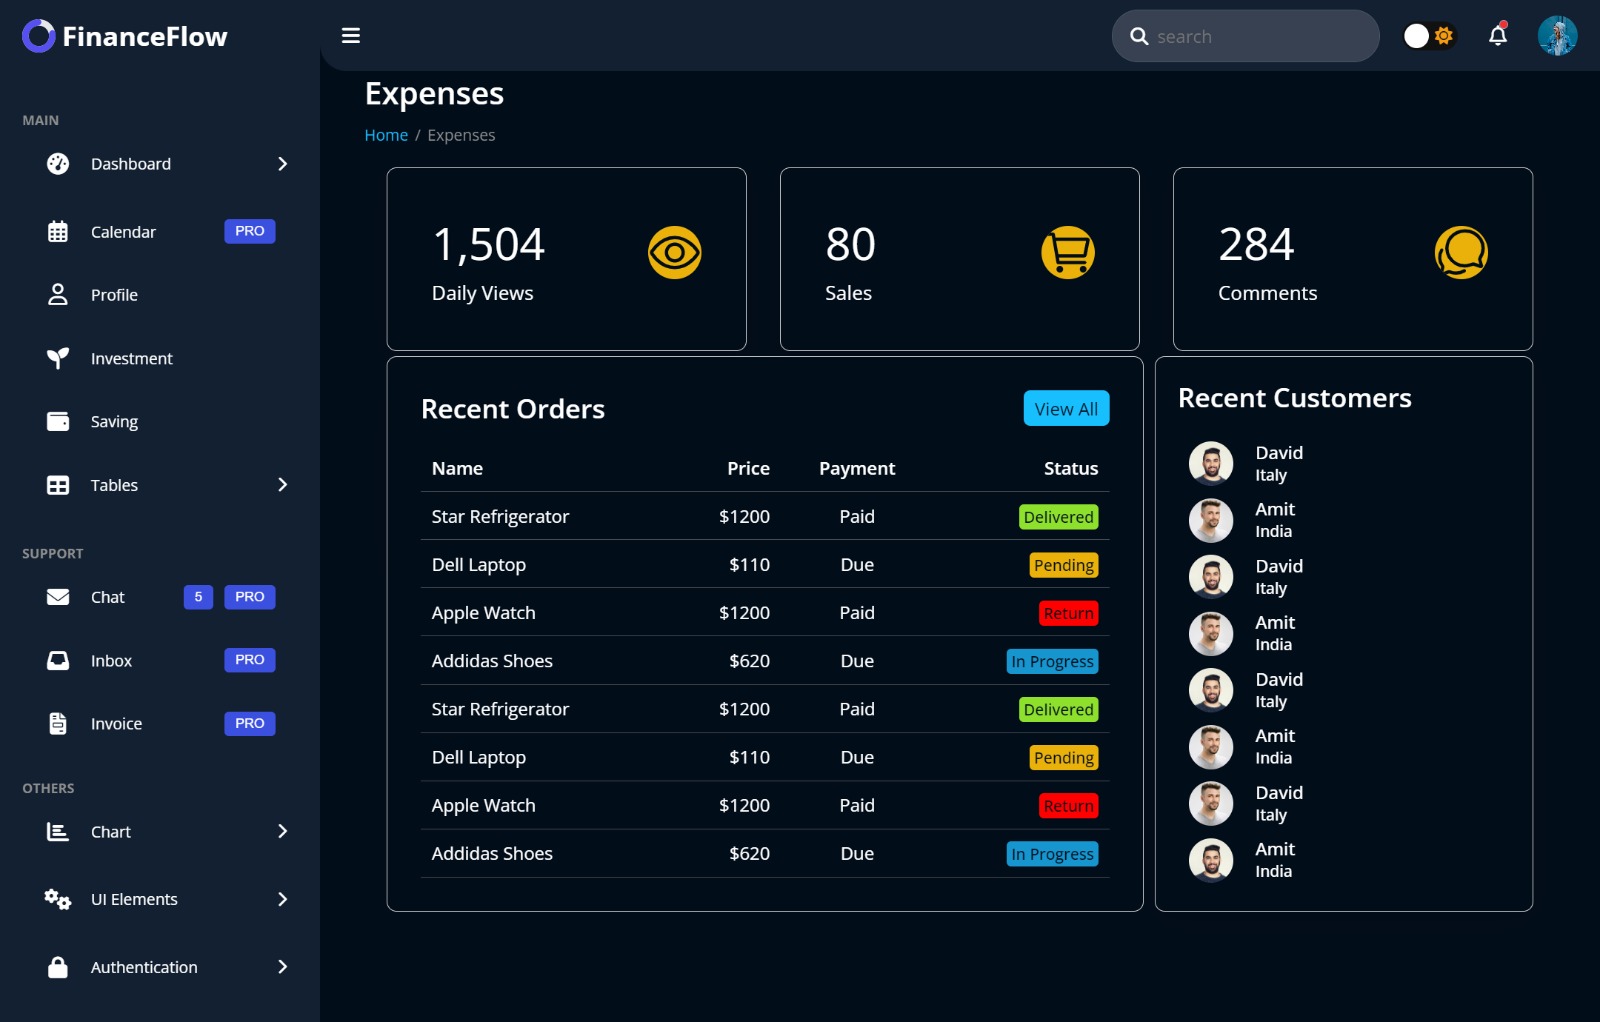 FinanceFlow
search
MAIN
Dashboard
Calendar PRO
Profile
Investment
Saving
Tables
SUPPORT
Chat 5 PRO
Inbox PRO
Invoice PRO
OTHERS
Chart
UI Elements
Authentication
Expenses
Home / Expenses
1,504
Daily Views
80
Sales
284
Comments
Recent Orders
View All
Name Price Payment Status
Star Refrigerator $1200 Paid Delivered
Dell Laptop $110 Due Pending
Apple Watch $1200 Paid Return
Addidas Shoes $620 Due In Progress
Star Refrigerator $1200 Paid Delivered
Dell Laptop $110 Due Pending
Apple Watch $1200 Paid Return
Addidas Shoes $620 Due In Progress
Recent Customers
David
Italy
Amit
India
David
Italy
Amit
India
David
Italy
Amit
India
David
Italy
Amit
India